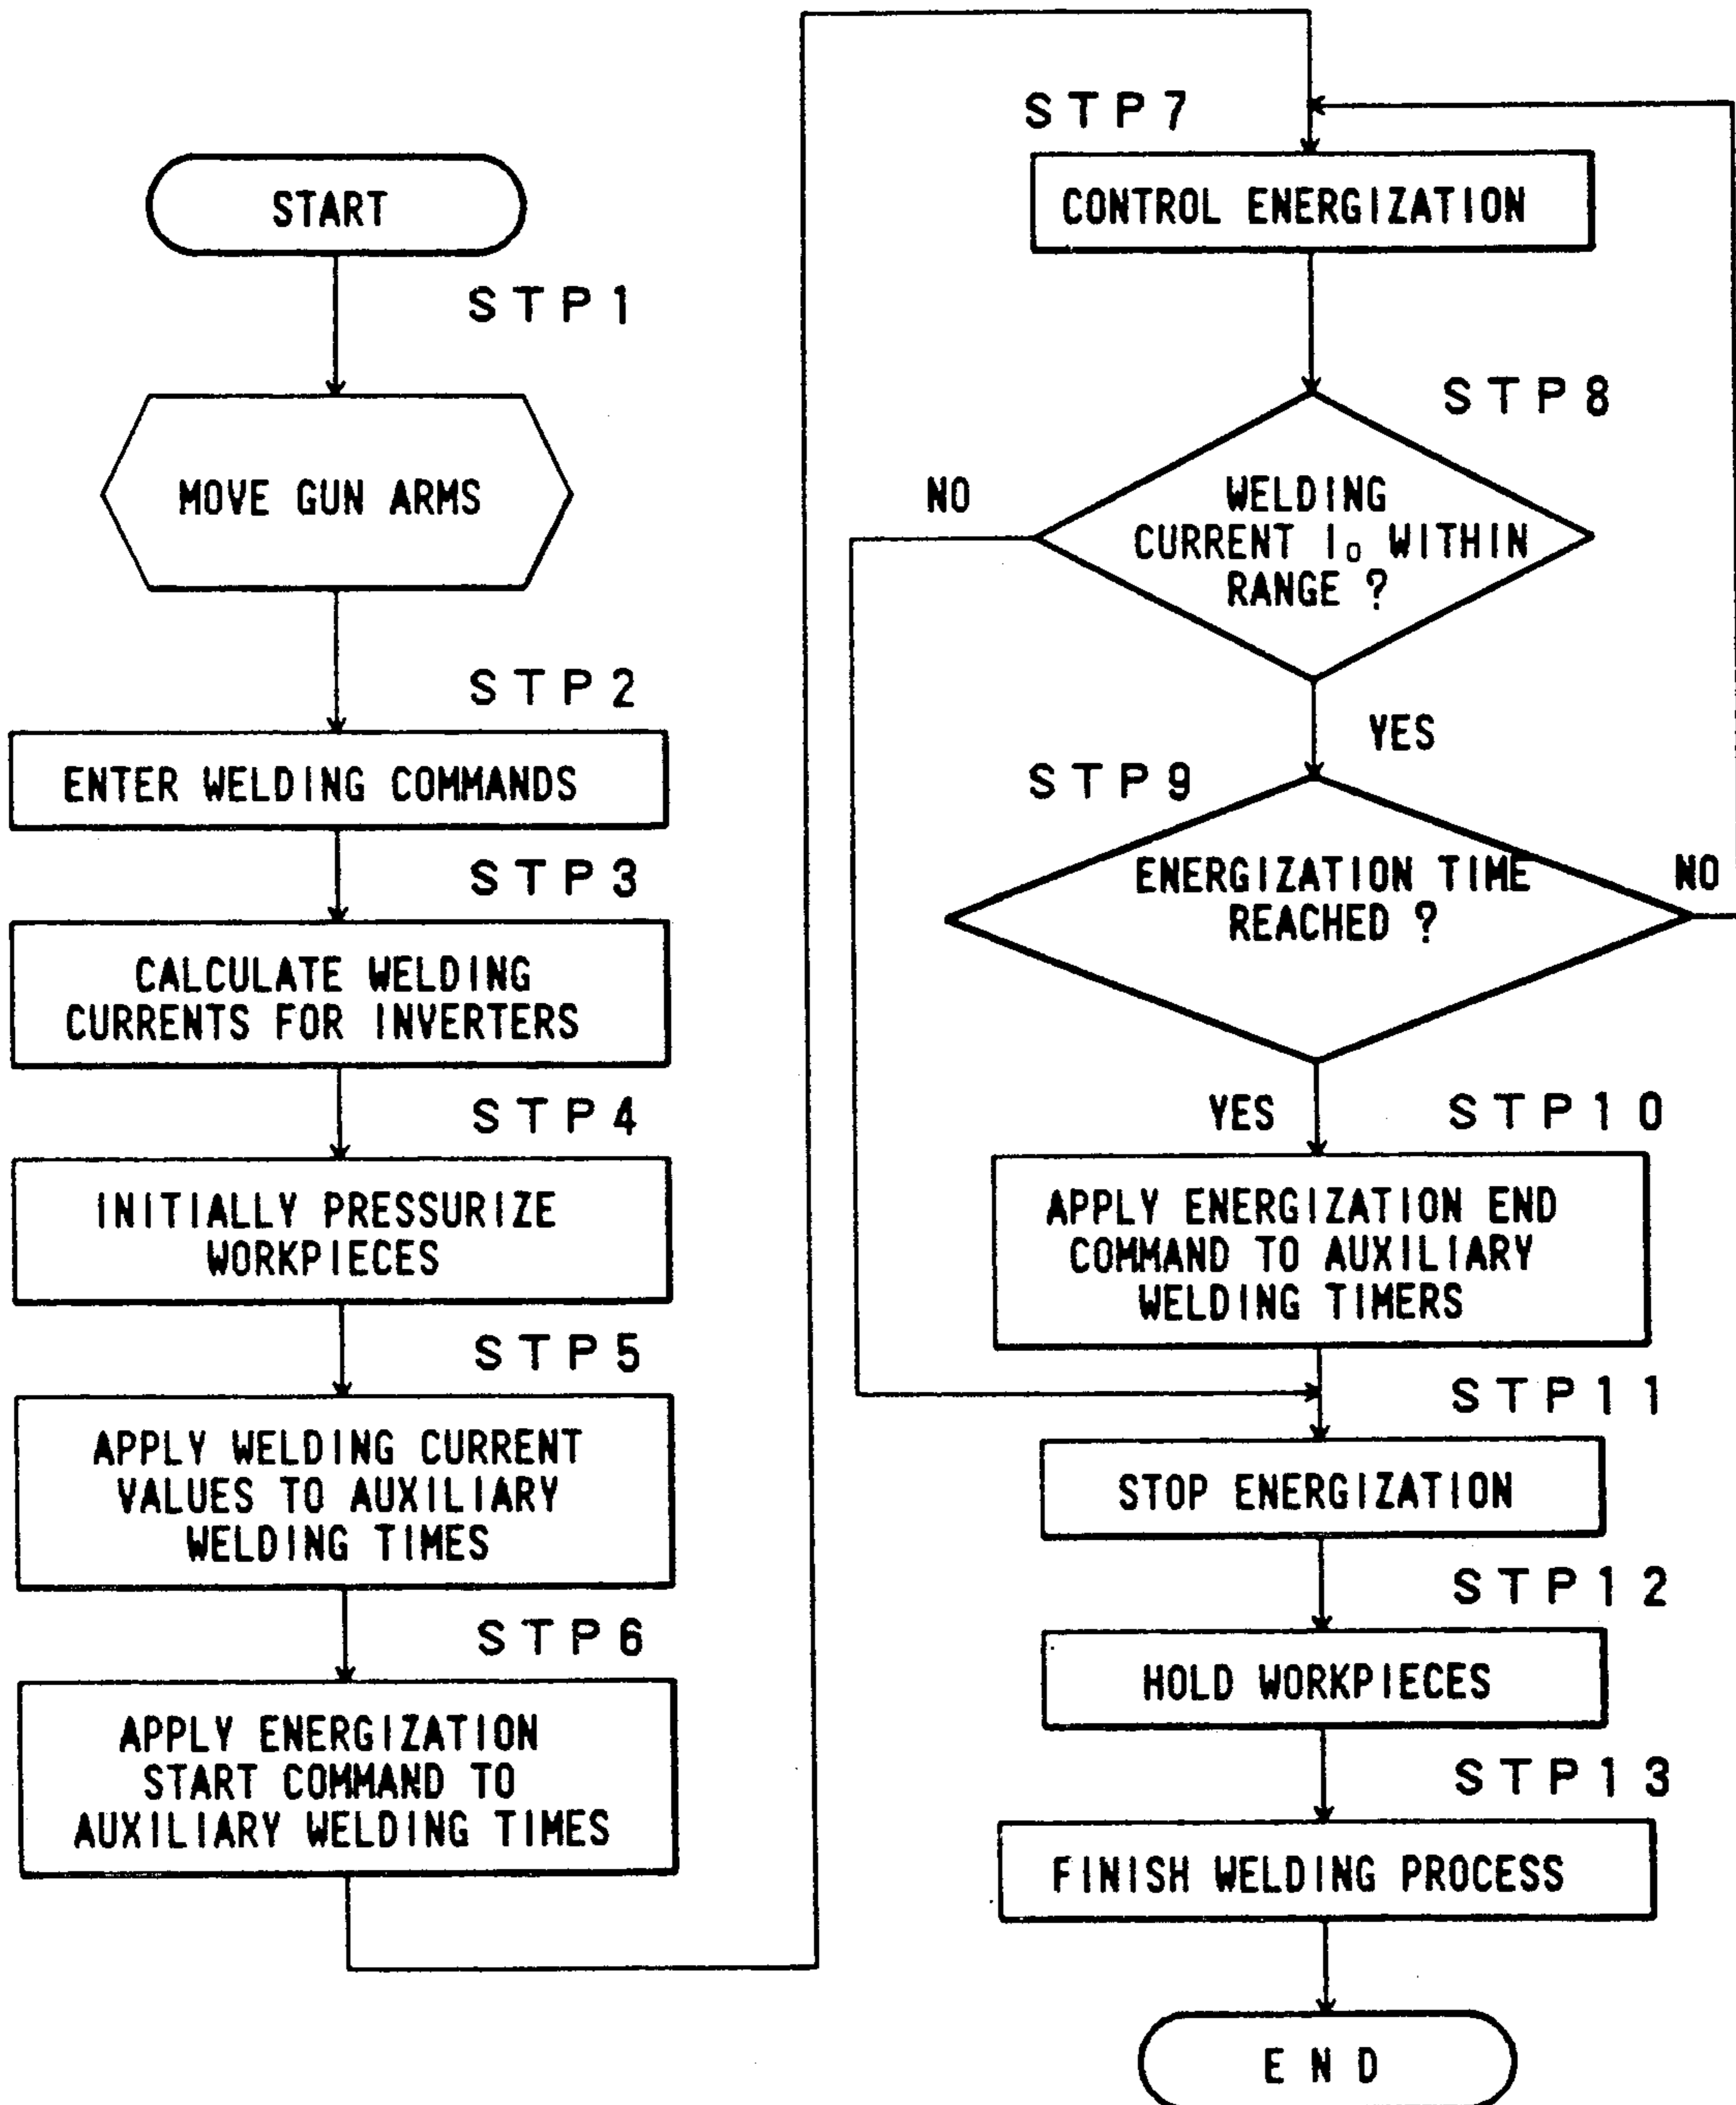 START
STP1
MOVE GUN ARMS
STP2
ENTER WELDING COMMANDS
STP3
CALCULATE WELDING
CURRENTS FOR INVERTERS
STP4
INITIALLY PRESSURIZE
WORKPIECES
STP5
APPLY WELDING CURRENT
VALUES TO AUXILIARY
WELDING TIMES
STP6
APPLY ENERGIZATION
START COMMAND TO
AUXILIARY WELDING TIMES
STP7
CONTROL ENERGIZATION
STP8
NO
WELDING
CURRENT I₀ WITHIN
RANGE ?
YES
STP9
ENERGIZATION TIME
REACHED ?
NO
YES
STP10
APPLY ENERGIZATION END
COMMAND TO AUXILIARY
WELDING TIMERS
STP11
STOP ENERGIZATION
STP12
HOLD WORKPIECES
STP13
FINISH WELDING PROCESS
END